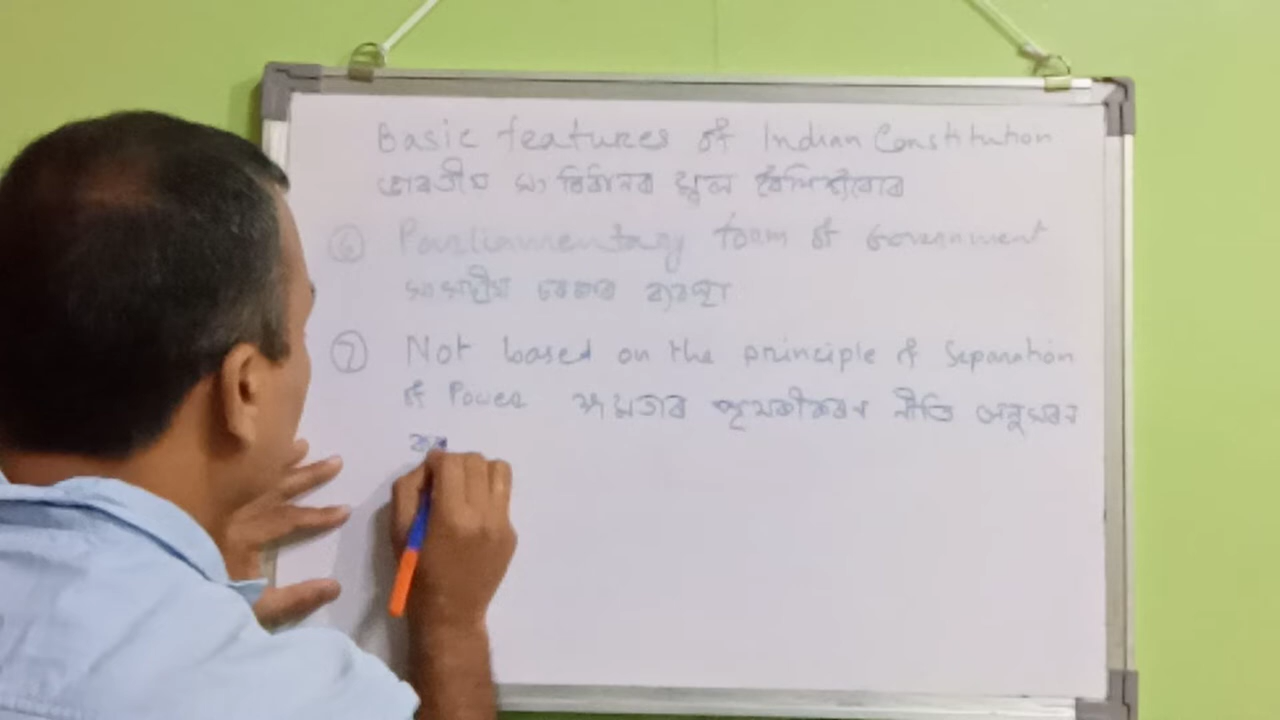 Basic features of Indian Constitution
ভাৰতীয় সংবিধানৰ মূল বৈশিষ্ট্যবোৰ
⑥ Parliamentary form of Government
সংসদীয় চৰকাৰ ব্যৱস্থা
⑦ Not based on the principle of Separation
of Power ক্ষমতাৰ পৃথকীকৰণ নীতি অনুসৰন